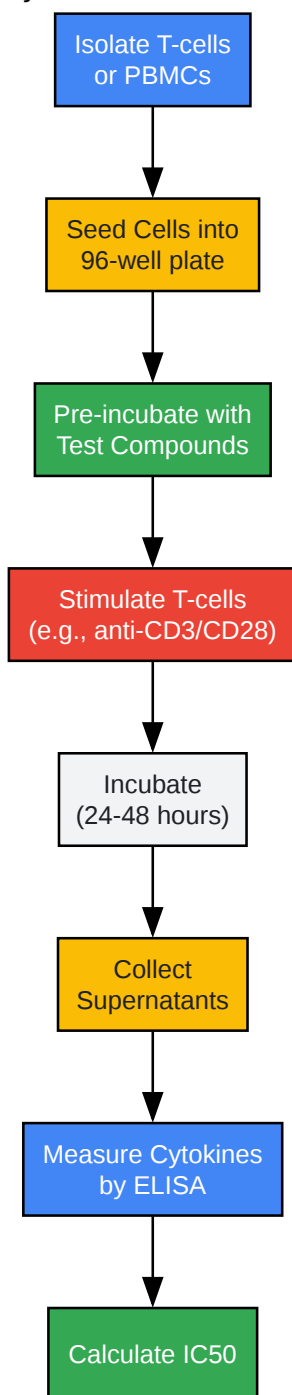 Isolate T-cells
or PBMCs
Seed Cells into
96-well plate
Pre-incubate with
Test Compounds
Stimulate T-cells
(e.g., anti-CD3/CD28)
Incubate
(24-48 hours)
Collect
Supernatants
Measure Cytokines
by ELISA
Calculate IC50